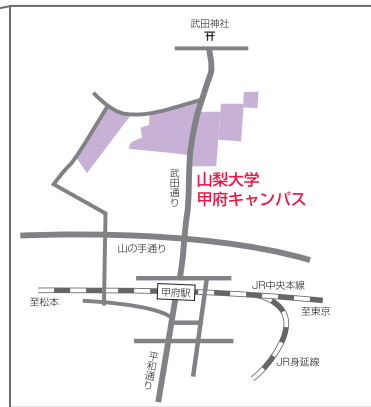 武田神社
武田通り
山梨大学
甲府キャンパス
山の手通り
甲府駅
JR中央本線
至松本
至東京
平和通り
JR身延線